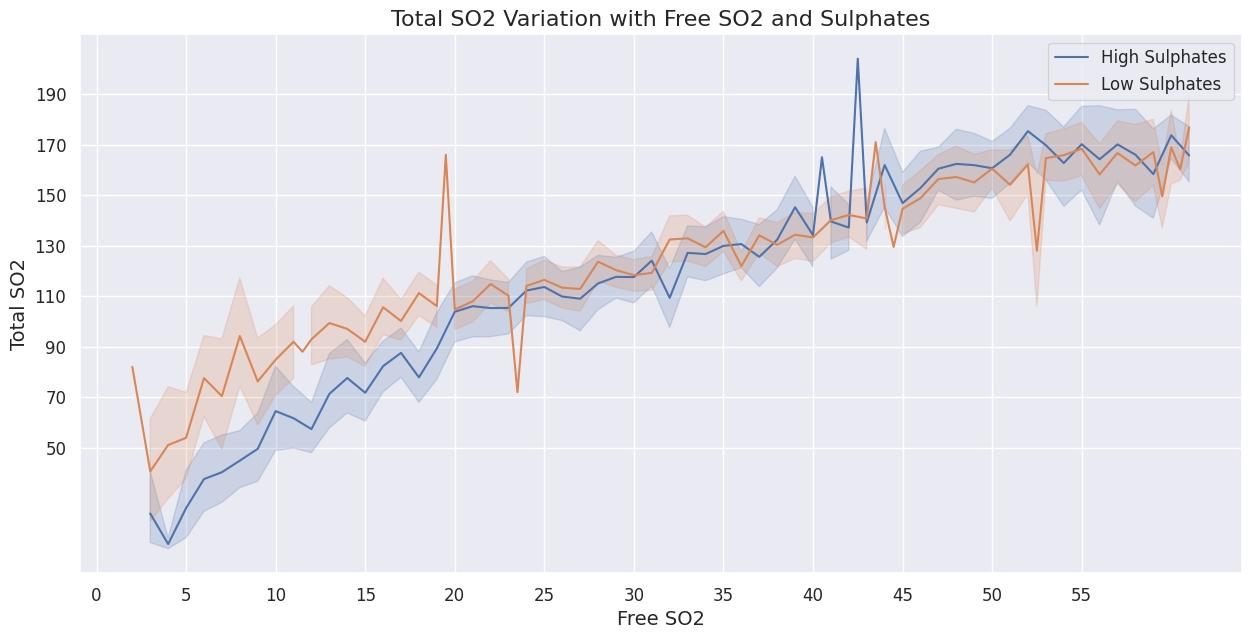 Total SO2 Variation with Free SO2 and Sulphates
High Sulphates
Low Sulphates
Total SO2
190
170
150
130
110
90
70
50
0 5 10 15 20 25 30 35 40 45 50 55
Free SO2